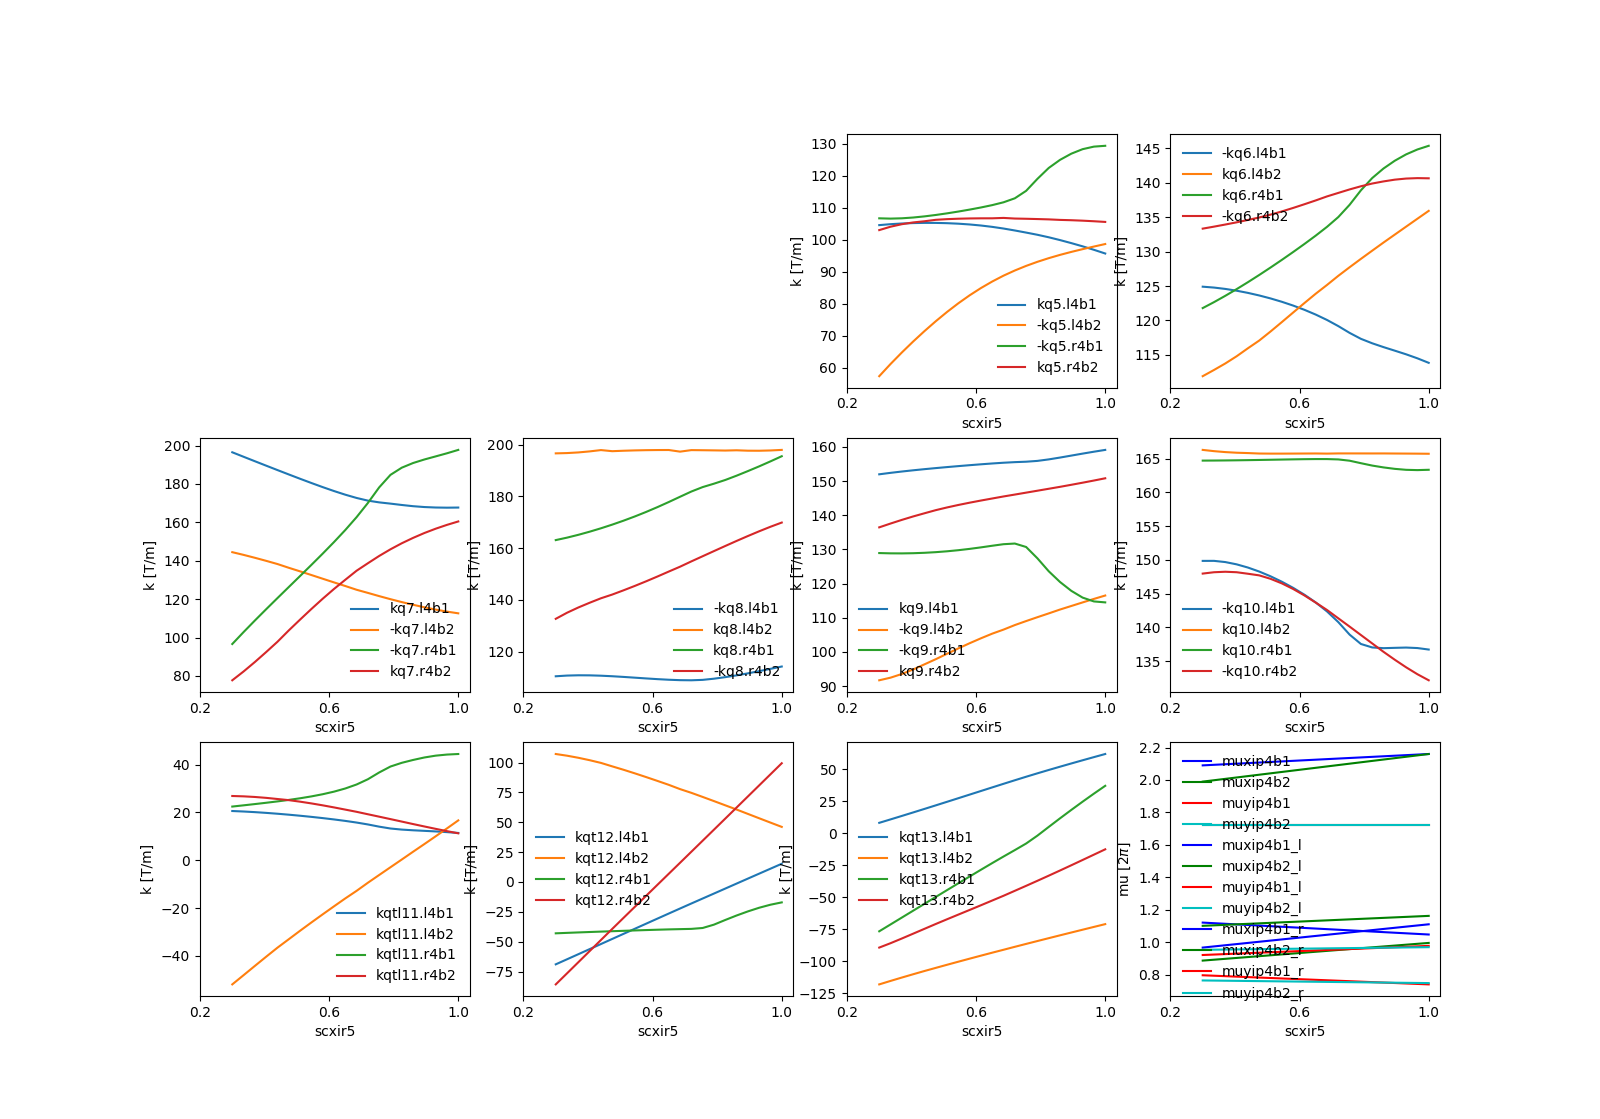 130
120
110
100
90
80
70
60
k [T/m]
kq5.l4b1
-kq5.l4b2
-kq5.r4b1
kq5.r4b2
0.2
0.6
1.0
scxir5
145
140
135
130
125
120
115
k [T/m]
-kq6.l4b1
kq6.l4b2
kq6.r4b1
-kq6.r4b2
0.2
0.6
1.0
scxir5
200
180
160
140
120
100
80
k [T/m]
kq7.l4b1
-kq7.l4b2
-kq7.r4b1
kq7.r4b2
0.2
0.6
1.0
scxir5
200
180
160
140
120
k [T/m]
-kq8.l4b1
kq8.l4b2
kq8.r4b1
-kq8.r4b2
0.2
0.6
1.0
scxir5
160
150
140
130
120
110
100
90
k [T/m]
kq9.l4b1
-kq9.l4b2
-kq9.r4b1
kq9.r4b2
0.2
0.6
1.0
scxir5
165
160
155
150
145
140
135
k [T/m]
-kq10.l4b1
kq10.l4b2
kq10.r4b1
-kq10.r4b2
0.2
0.6
1.0
scxir5
40
20
0
−20
−40
k [T/m]
kqtl11.l4b1
kqtl11.l4b2
kqtl11.r4b1
kqtl11.r4b2
0.2
0.6
1.0
scxir5
100
75
50
25
0
−25
−50
−75
k [T/m]
kqt12.l4b1
kqt12.l4b2
kqt12.r4b1
kqt12.r4b2
0.2
0.6
1.0
scxir5
50
25
0
−25
−50
−75
−100
−125
k [T/m]
kqt13.l4b1
kqt13.l4b2
kqt13.r4b1
kqt13.r4b2
0.2
0.6
1.0
scxir5
2.2
2.0
1.8
1.6
1.4
1.2
1.0
0.8
mu [2π]
muxip4b1
muxip4b2
muyip4b1
muyip4b2
muxip4b1_l
muxip4b2_l
muyip4b1_l
muyip4b2_l
muxip4b1_r
muxip4b2_r
muyip4b1_r
muyip4b2_r
0.2
0.6
1.0
scxir5